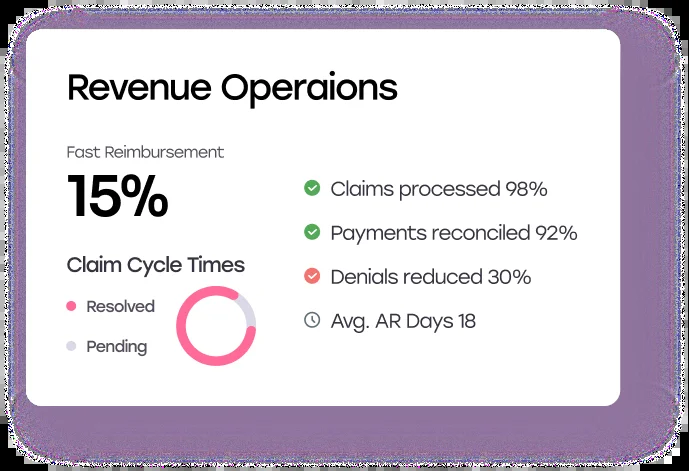 Revenue Operaions
Fast Reimbursement
15%
Claim Cycle Times
Resolved
Pending
Claims processed 98%
Payments reconciled 92%
Denials reduced 30%
Avg. AR Days 18